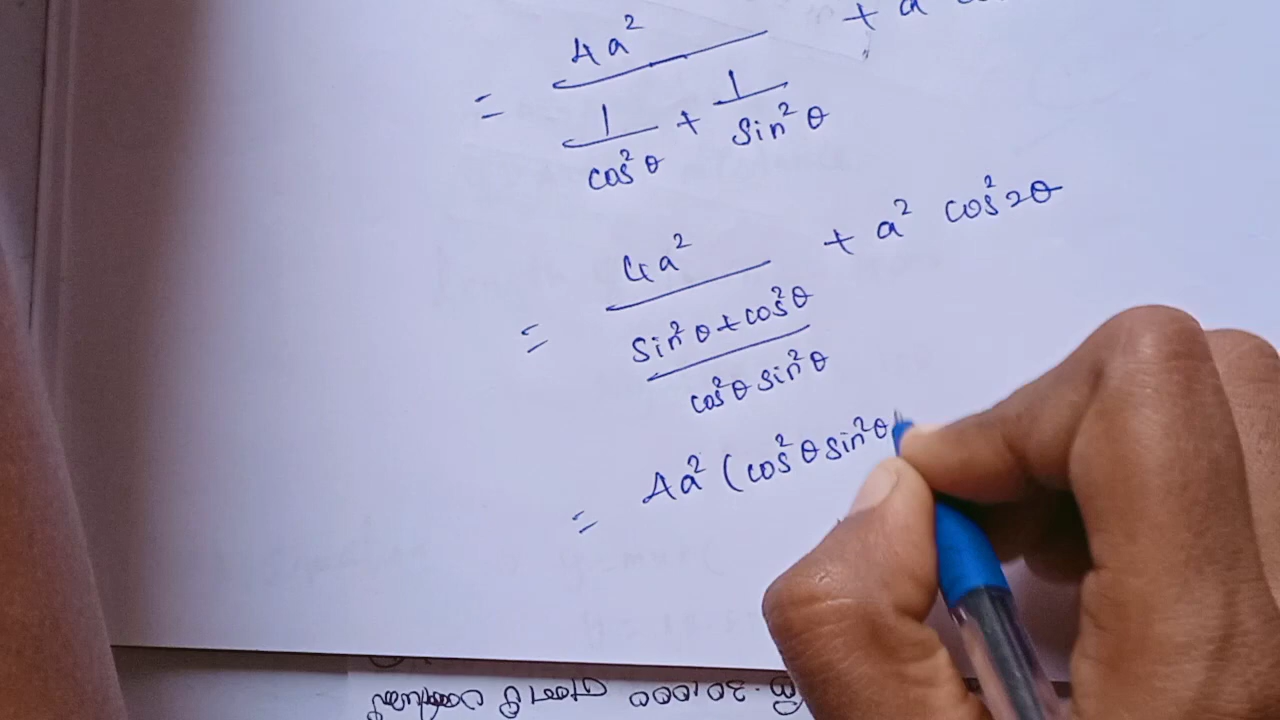 4a² + a
= 1/cos²θ + 1/sin²θ
4a² + a² cos²2θ
= sin²θ+cos²θ
cos²θ sin²θ
= 4a² (cos²θ sin²θ